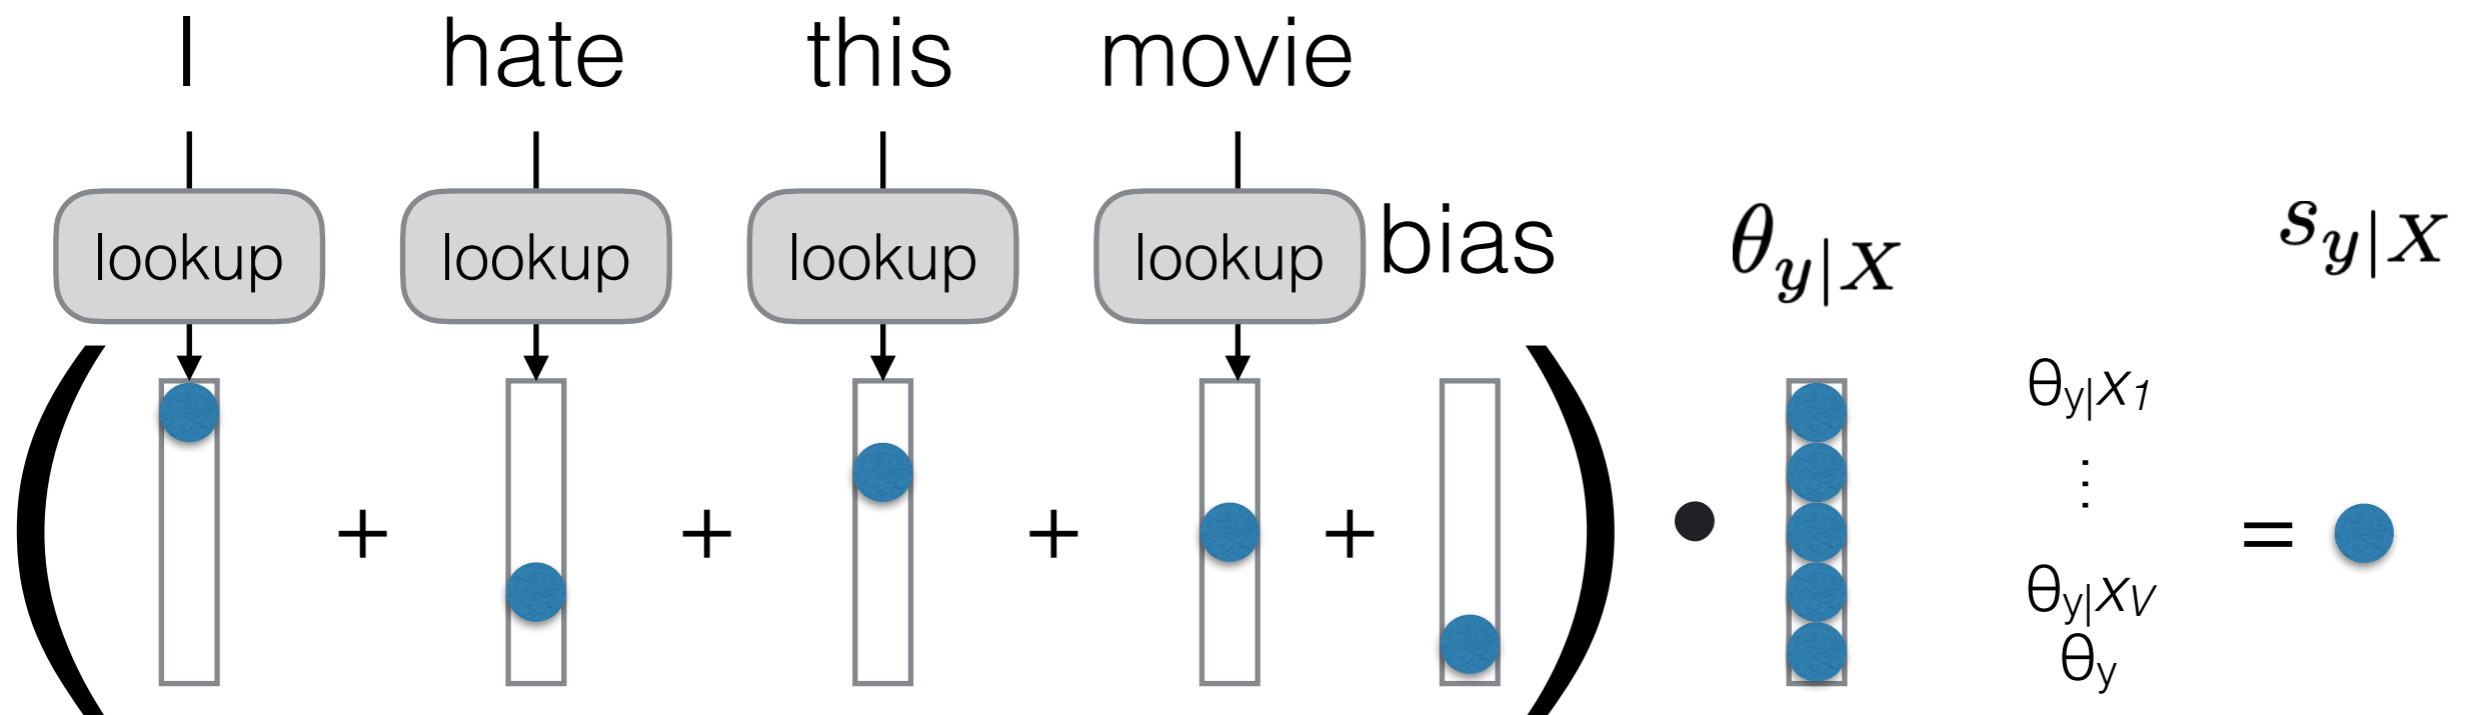 I hate this movie
lookup lookup lookup lookup bias θy|X sy|X
θy|x1
⋮
( + + + + ) • = 
θy|xV
θy